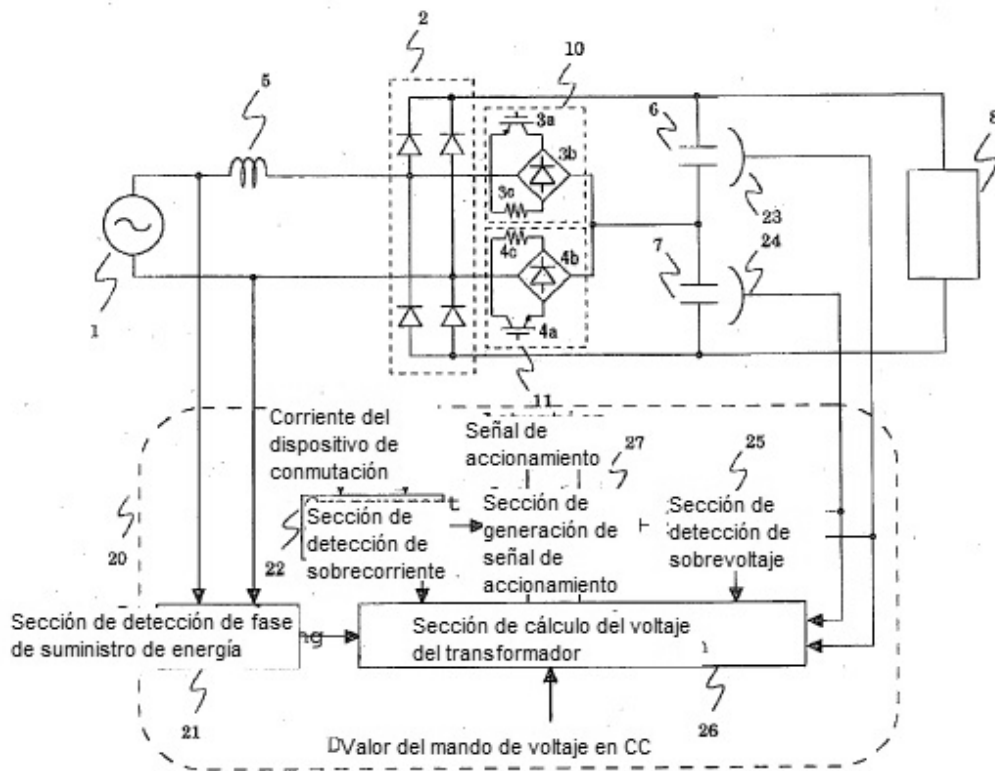 2
10
5
3a
6
8
3b
3c
23
4c
4b
7
24
1
4a
11
Corriente del
dispositivo de
conmutación
Señal de
accionamiento
27
25
20
22
Sección de
detección de
sobrecorriente
Sección de
generación de
señal de
accionamiento
Sección de
detección de
sobrevoltaje
Sección de detección de fase
de suministro de energía
ng
Sección de cálculo del voltaje
del transformador
21
26
DValor del mando de voltaje en CC